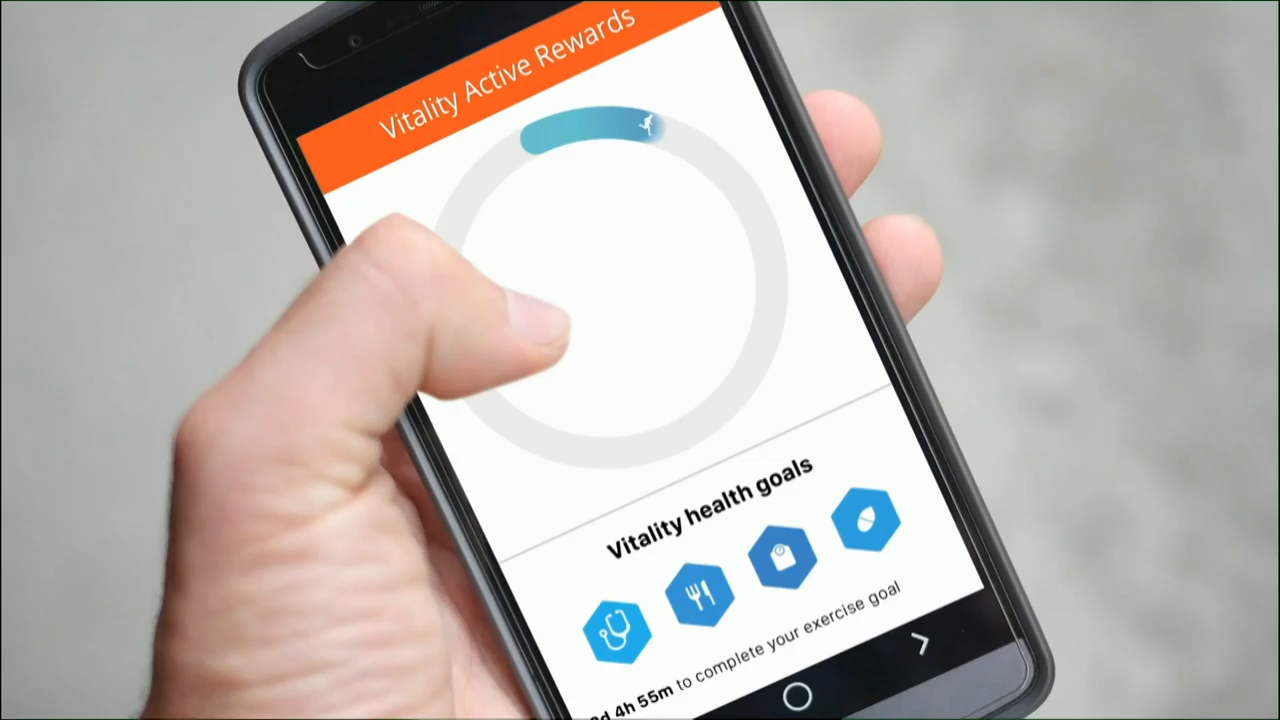 Vitality Active Rewards
Vitality health goals
4h 55m to complete your exercise goal